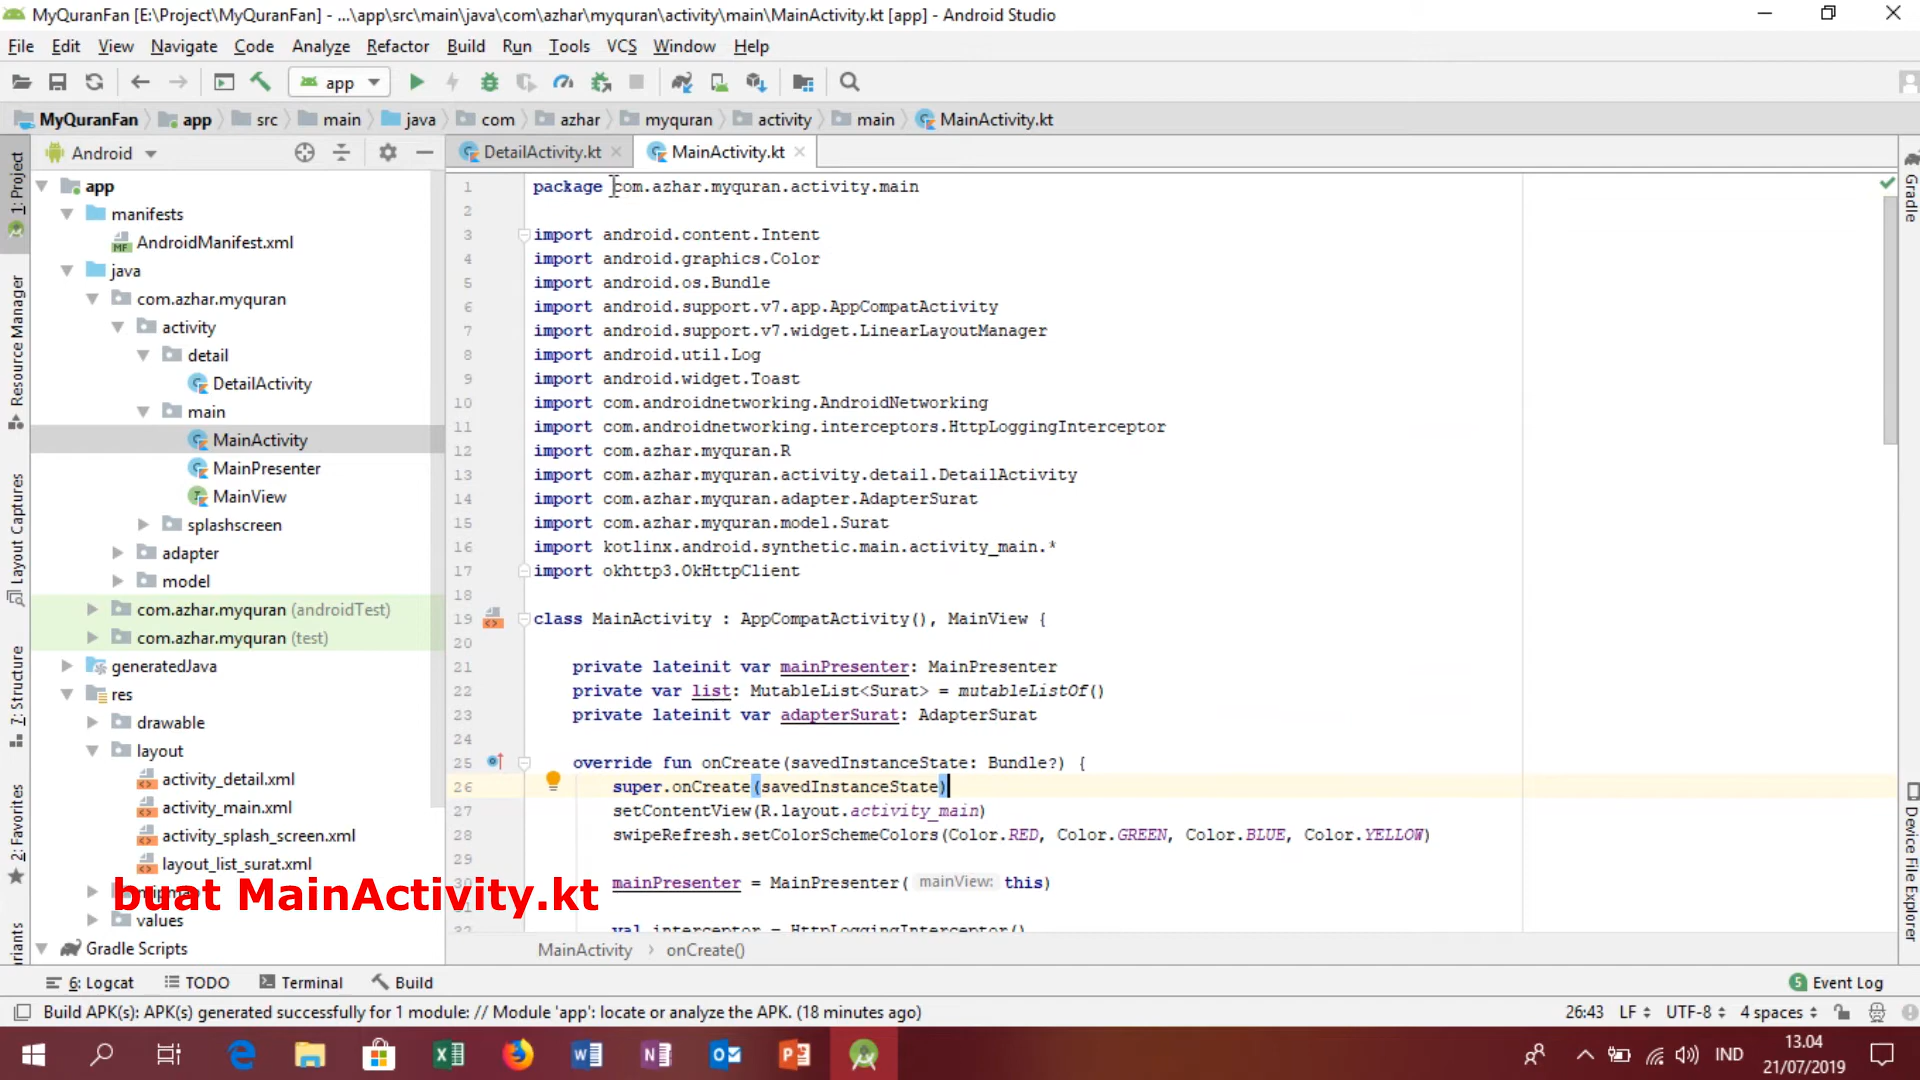 MyQuranFan [E:\Project\MyQuranFan] - ...\app\src\main\java\com\azhar\myquran\activity\main\MainActivity.kt [app] - Android Studio
File Edit View Navigate Code Analyze Refactor Build Run Tools VCS Window Help
app
MyQuranFan app src main java com azhar myquran activity main MainActivity.kt
Android
DetailActivity.kt MainActivity.kt
1: Project
Resource Manager
Layout Captures
7: Structure
2: Favorites
app
manifests
AndroidManifest.xml
java
com.azhar.myquran
activity
detail
DetailActivity
main
MainActivity
MainPresenter
MainView
splashscreen
adapter
model
com.azhar.myquran (androidTest)
com.azhar.myquran (test)
generatedJava
res
drawable
layout
activity_detail.xml
activity_main.xml
activity_splash_screen.xml
layout_list_surat.xml
values
Gradle Scripts
buat MainActivity.kt
1 package com.azhar.myquran.activity.main
2
3 import android.content.Intent
4 import android.graphics.Color
5 import android.os.Bundle
6 import android.support.v7.app.AppCompatActivity
7 import android.support.v7.widget.LinearLayoutManager
8 import android.util.Log
9 import android.widget.Toast
10 import com.androidnetworking.AndroidNetworking
11 import com.androidnetworking.interceptors.HttpLoggingInterceptor
12 import com.azhar.myquran.R
13 import com.azhar.myquran.activity.detail.DetailActivity
14 import com.azhar.myquran.adapter.AdapterSurat
15 import com.azhar.myquran.model.Surat
16 import kotlinx.android.synthetic.main.activity_main.*
17 import okhttp3.OkHttpClient
18
19 class MainActivity : AppCompatActivity(), MainView {
20
21 private lateinit var mainPresenter: MainPresenter
22 private var list: MutableList<Surat> = mutableListOf()
23 private lateinit var adapterSurat: AdapterSurat
24
25 override fun onCreate(savedInstanceState: Bundle?) {
26 super.onCreate(savedInstanceState)
27 setContentView(R.layout.activity_main)
28 swipeRefresh.setColorSchemeColors(Color.RED, Color.GREEN, Color.BLUE, Color.YELLOW)
29
mainPresenter = MainPresenter( mainView: this)
val interceptor = HttpLoggingInterceptor()
MainActivity onCreate()
Gradle
Device File Explorer
6: Logcat TODO Terminal Build
5 Event Log
Build APK(s): APK(s) generated successfully for 1 module: // Module 'app': locate or analyze the APK. (18 minutes ago)
26:43 LF UTF-8 4 spaces
IND
13.04
21/07/2019